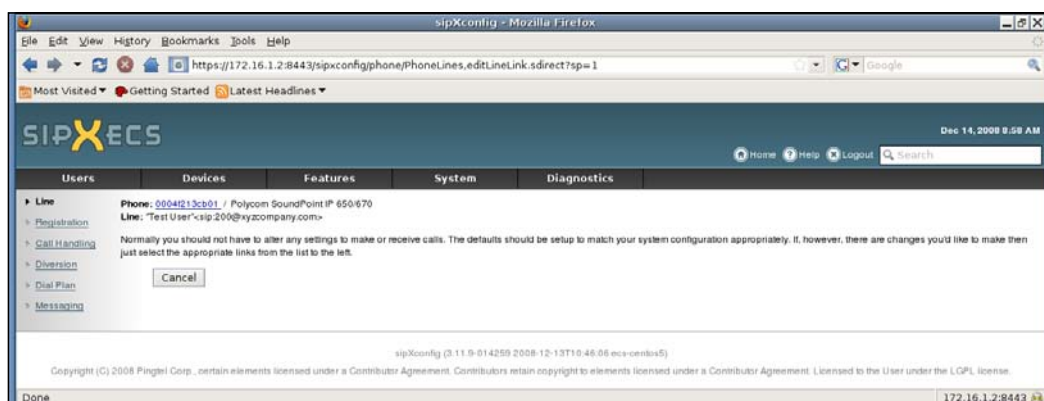 sipXconfig - Mozilla Firefox
File Edit View History Bookmarks Tools Help
https://172.16.1.2:8443/sipxconfig/phone/PhoneLines,editLineLink.sdirect?sp=1
Google
Most Visited Getting Started Latest Headlines
SIPXECS
Dec 14, 2008 8:58 AM
Home Help Logout Search
Users Devices Features System Diagnostics
Line
Registration
Call Handling
Diversion
Dial Plan
Messaging
Phone: 0004f213cb01 / Polycom SoundPoint IP 650/670
Line: "Test User"<sip:200@xyzcompany.com>
Normally you should not have to alter any settings to make or receive calls. The defaults should be setup to match your system configuration appropriately. If, however, there are changes you'd like to make then
just select the appropriate links from the list to the left.
Cancel
sipXconfig (3.11.9-014259 2008-12-13T10:46:06 ecs-centos5)
Copyright (C) 2008 Pingtel Corp., certain elements licensed under a Contributor Agreement. Contributors retain copyright to elements licensed under a Contributor Agreement. Licensed to the User under the LGPL license.
Done
172.16.1.2:8443